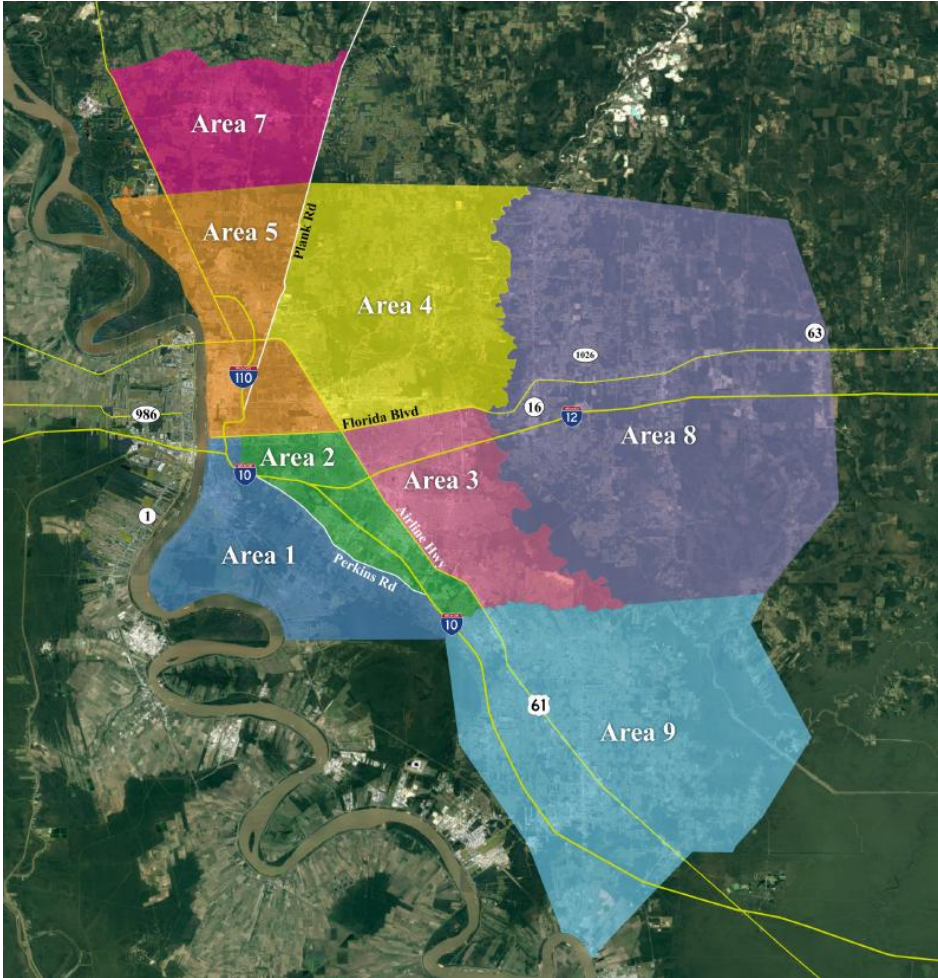 Area 7
Area 5
Plank Rd
Area 4
63
1026
110
986
Florida Blvd
16
12
Area 8
Area 2
10
Area 3
1
Area 1
Airline Hwy
Perkins Rd
10
61
Area 9